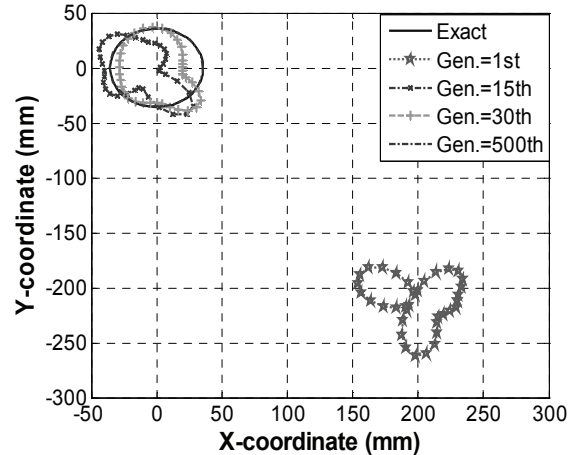 50
0
-50
-100
-150
-200
-250
-300
Y-coordinate (mm)
Exact
Gen.=1st
Gen.=15th
Gen.=30th
Gen.=500th
-50
0
50
100
150
200
250
300
X-coordinate (mm)